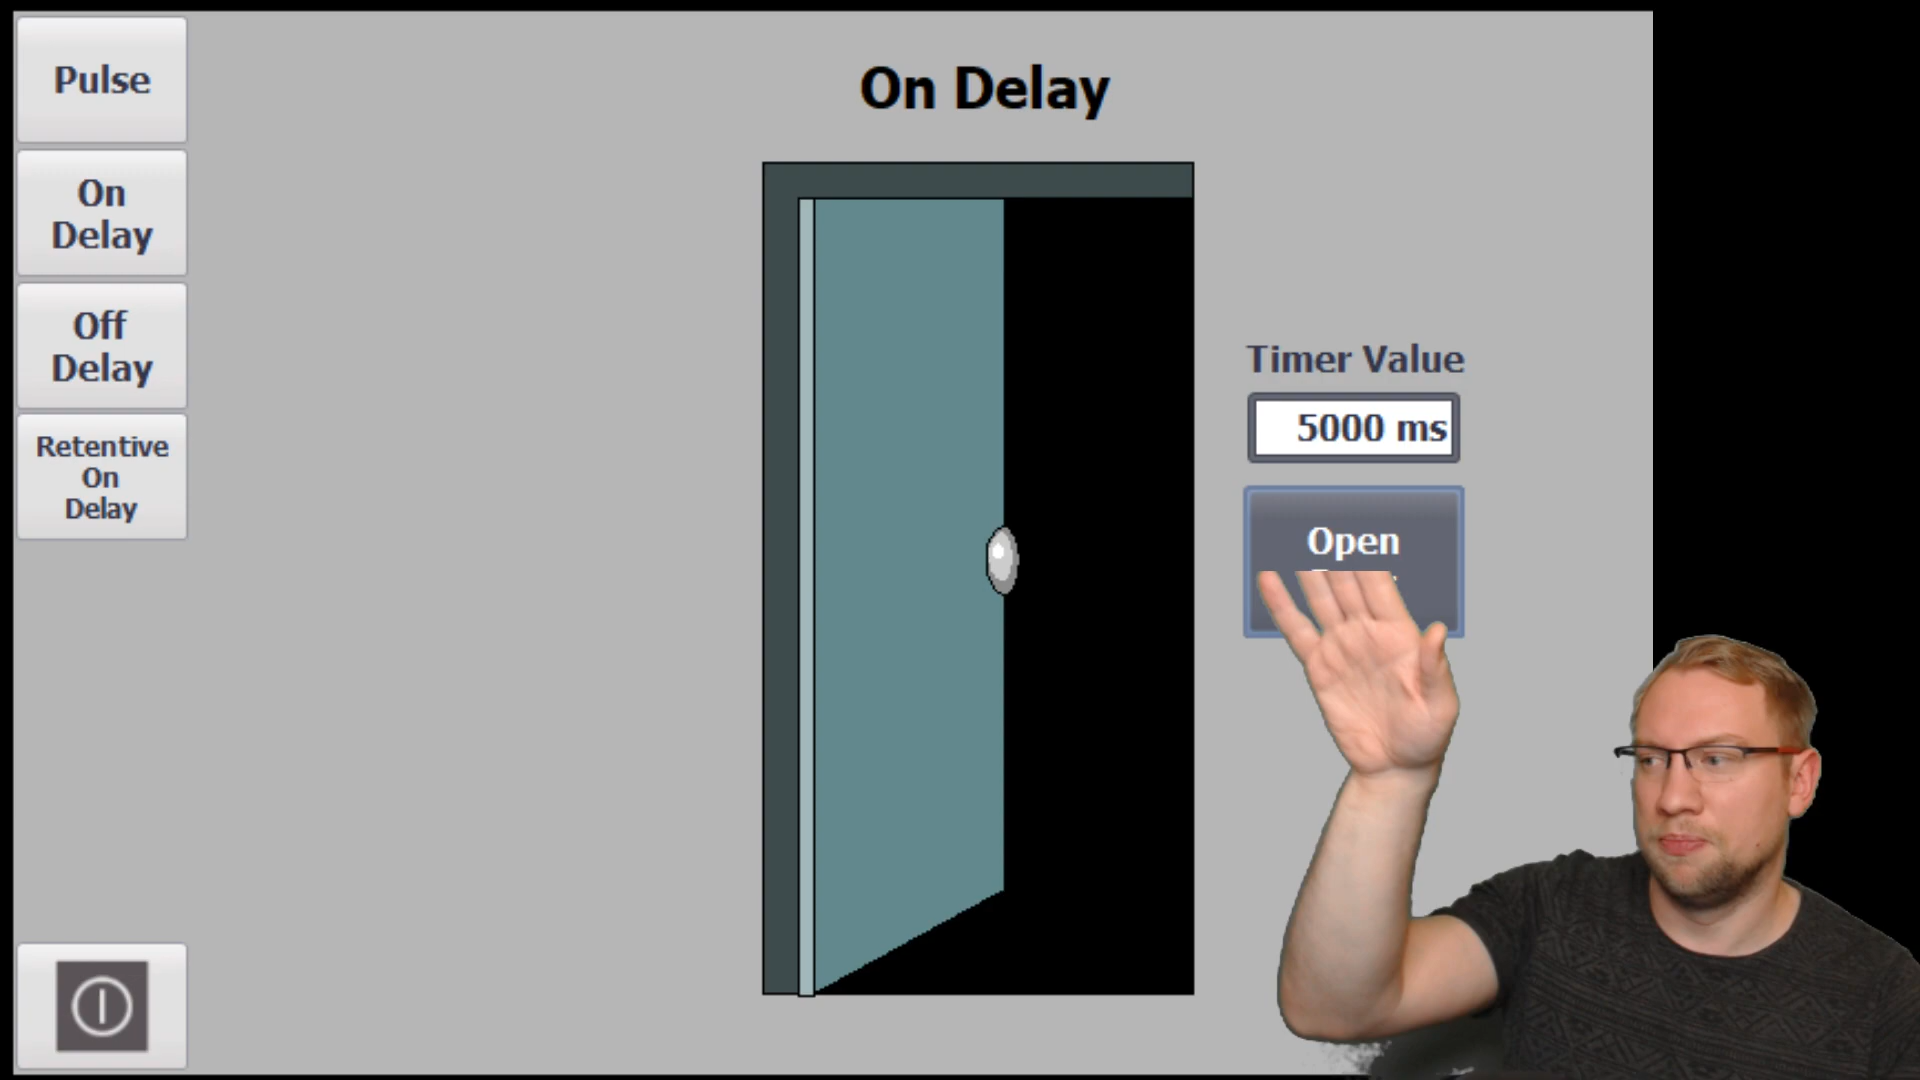 Pulse
On
Delay
Off
Delay
Retentive
On
Delay
On Delay
Timer Value
5000 ms
Open